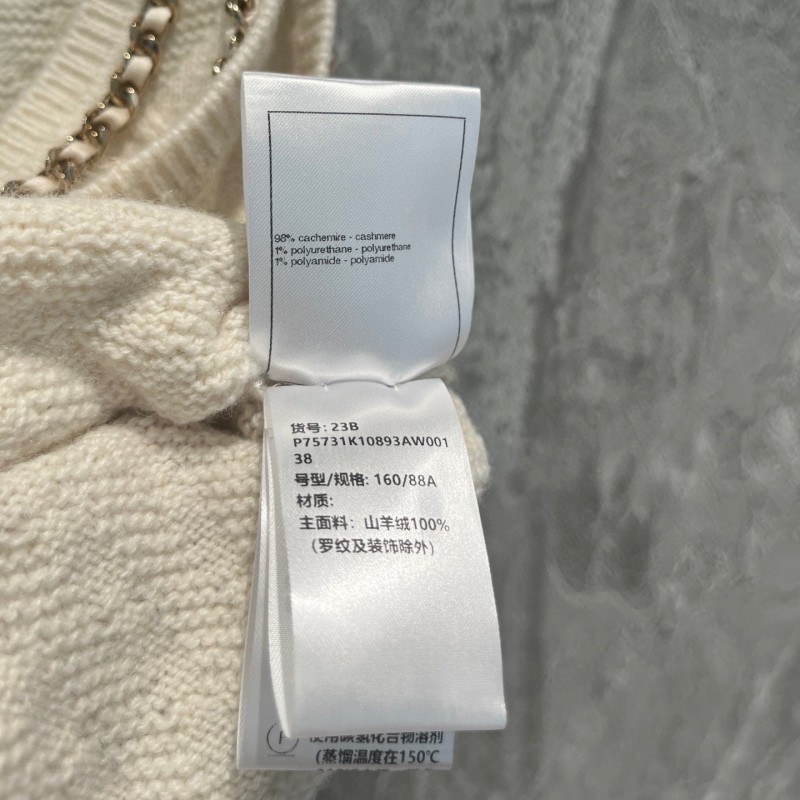 98% cachemire - cashmere
1% polyurethane - polyurethane
1% polyamide - polyamide
货号: 23B
P75731K10893AW001
38
号型/规格: 160/88A
材质:
主面料: 山羊绒100%
(罗纹及装饰除外)
P
使用碳氢化合物溶剂
(蒸馏温度在150℃